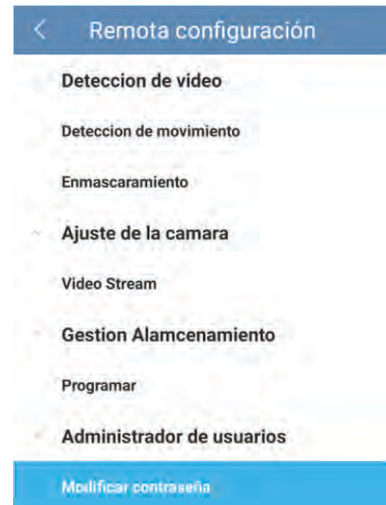 Remota configuración
Deteccion de video
Deteccion de movimiento
Enmascaramiento
Ajuste de la camara
Video Stream
Gestion Alamcenamiento
Programar
Administrador de usuarios
Modificar contraseña